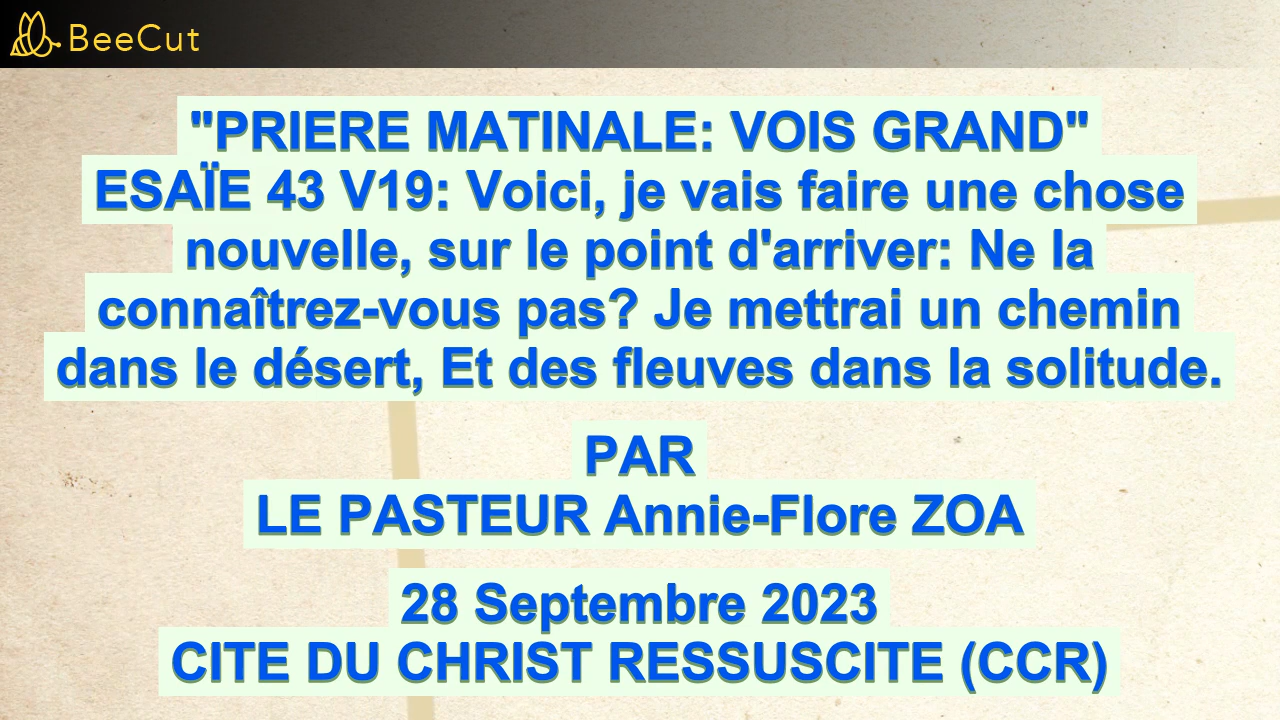 BeeCut
"PRIERE MATINALE: VOIS GRAND"
ESAÏE 43 V19: Voici, je vais faire une chose
nouvelle, sur le point d'arriver: Ne la
connaîtrez-vous pas? Je mettrai un chemin
dans le désert, Et des fleuves dans la solitude.
PAR
LE PASTEUR Annie-Flore ZOA
28 Septembre 2023
CITE DU CHRIST RESSUSCITE (CCR)